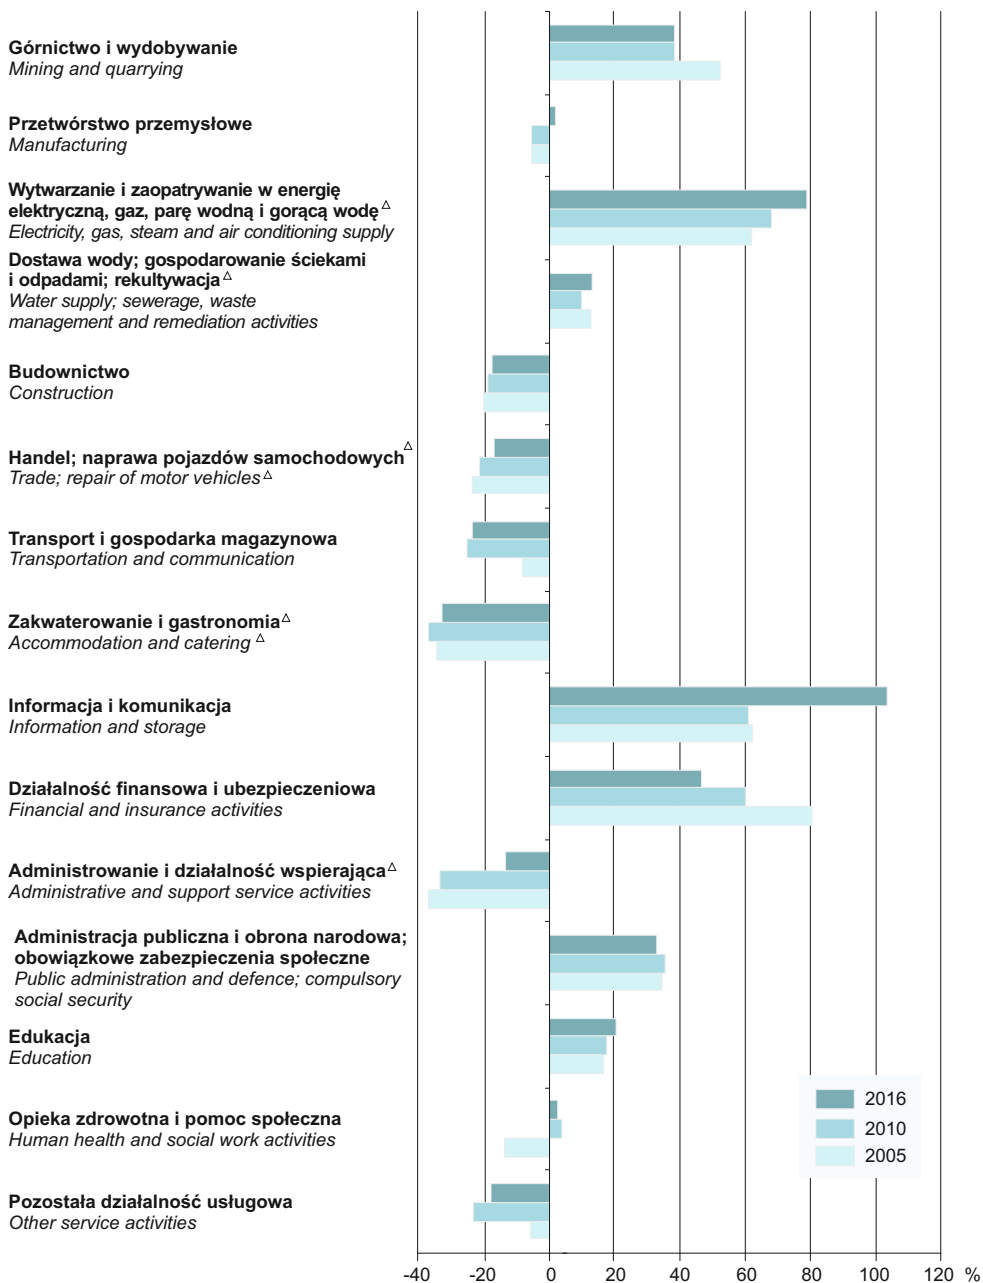 Górnictwo i wydobywanie
Mining and quarrying
Przetwórstwo przemysłowe
Manufacturing
Wytwarzanie i zaopatrywanie w energię
elektryczną, gaz, parę wodną i gorącą wodę△
Electricity, gas, steam and air conditioning supply
Dostawa wody; gospodarowanie ściekami
i odpadami; rekultywacja△
Water supply; sewerage, waste
management and remediation activities
Budownictwo
Construction
Handel; naprawa pojazdów samochodowych△
Trade; repair of motor vehicles△
Transport i gospodarka magazynowa
Transportation and communication
Zakwaterowanie i gastronomia△
Accommodation and catering △
Informacja i komunikacja
Information and storage
Działalność finansowa i ubezpieczeniowa
Financial and insurance activities
Administrowanie i działalność wspierająca△
Administrative and support service activities
Administracja publiczna i obrona narodowa;
obowiązkowe zabezpieczenia społeczne
Public administration and defence; compulsory
social security
Edukacja
Education
Opieka zdrowotna i pomoc społeczna
Human health and social work activities
Pozostała działalność usługowa
Other service activities
2016
2010
2005
-40 -20 0 20 40 60 80 100 120 %